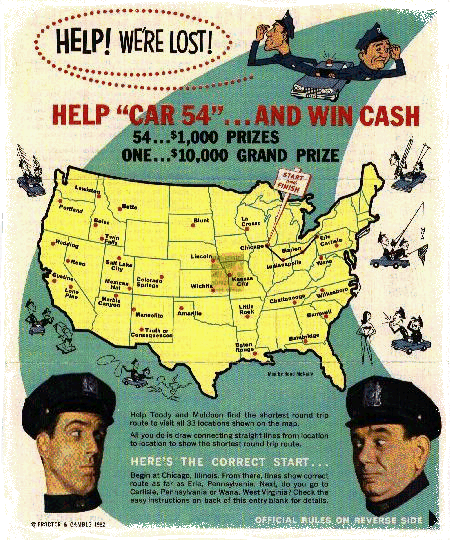 HELP! WE'RE LOST!
HELP "CAR 54"...AND WIN CASH
54...$1,000 PRIZES
ONE...$10,000 GRAND PRIZE
START
AND
FINISH
Lewiston
Portland
Butte
Boise
Blunt
La
Crosse
Twin
Falls
Redding
Reno
Salt Lake
City
Lincoln
Chicago
Marion
Erie
Carlisle
Wana
Indianapolis
Kansas
City
Colorado
Springs
Mexican
Hat
Marble
Canyon
Wichita
Lone
Pine
Manuelito
Amarillo
Little
Rock
Chattanooga
Williamsboro
Barnwell
Bainbridge
Truth or
Consequences
Baton
Rouge
Map by Rand McNally
Help Toody and Muldoon find the shortest round trip
route to visit all 33 locations shown on the map.
All you do is draw connecting straight lines from location
to location to show the shortest round trip route.
HERE'S THE CORRECT START...
Begin at Chicago, Illinois. From there, lines show correct
route as far as Erie, Pennsylvania. Next, do you go to
Carlisle, Pennsylvania or Wana, West Virginia? Check the
easy instructions on back of this entry blank for details.
© PROCTER & GAMBLE 1962
OFFICIAL RULES ON REVERSE SIDE